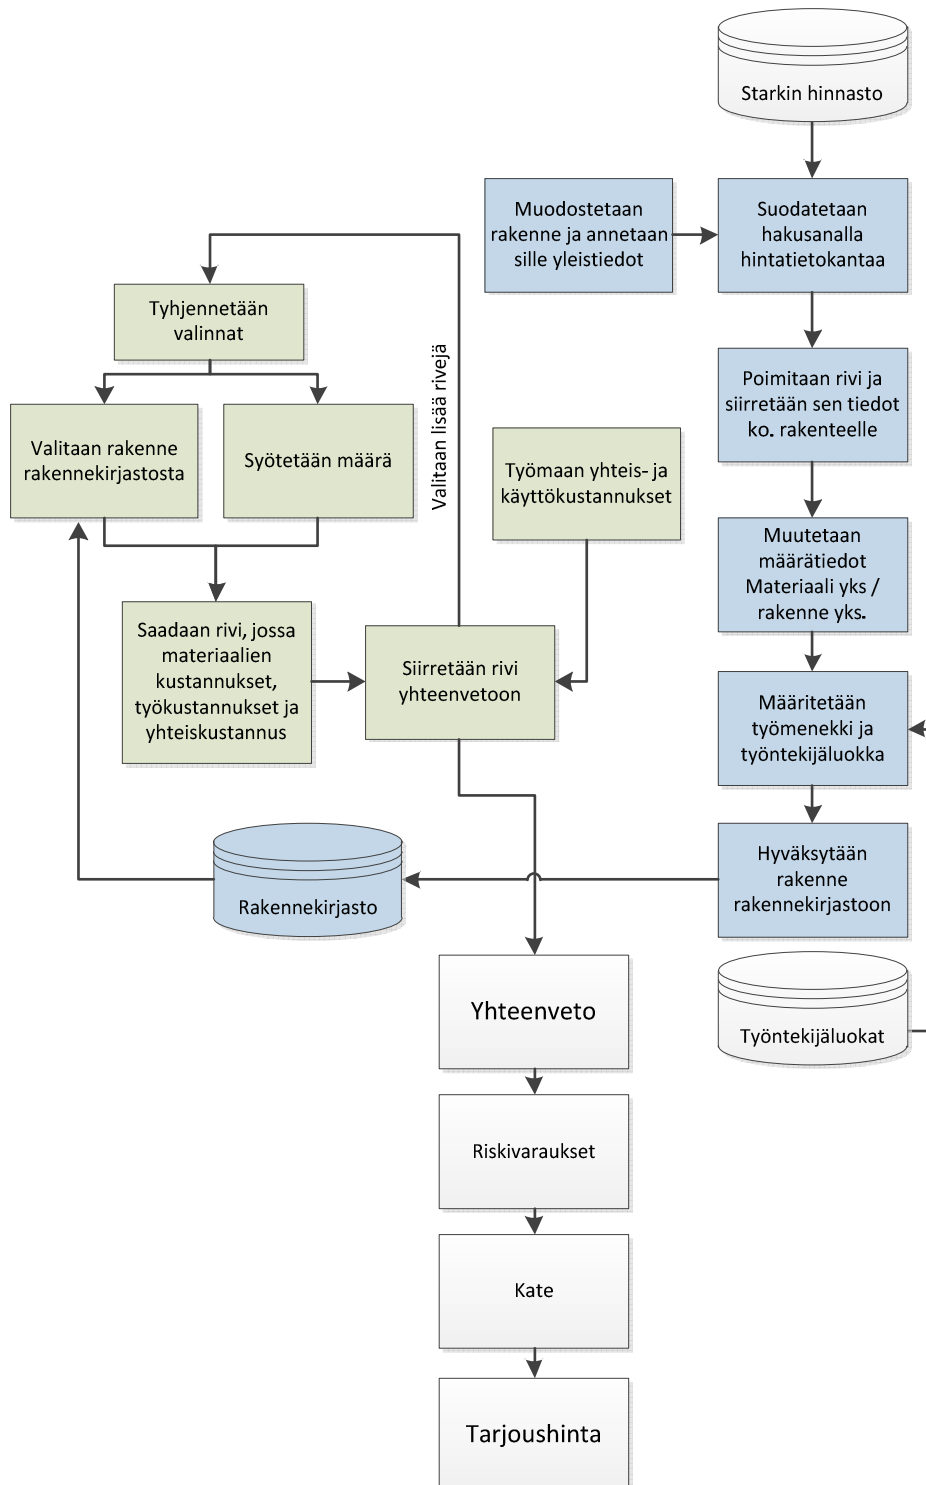 Starkin hinnasto
Muodostetaan
rakenne ja annetaan
sille yleistiedot
Suodatetaan
hakusanalla
hintatietokantaa
Tyhjennetään
valinnat
Valitaan lisää rivejä
Poimitaan rivi ja
siirretään sen tiedot
ko. rakenteelle
Valitaan rakenne
rakennekirjastosta
Syötetään määrä
Työmaan yhteis- ja
käyttökustannukset
Muutetaan
määrätiedot
Materiaali yks /
rakenne yks.
Saadaan rivi, jossa
materiaalien
kustannukset,
työkustannukset ja
yhteiskustannus
Siirretään rivi
yhteenvetoon
Määritetään
työmenekki ja
työntekijäluokka
Rakennekirjasto
Hyväksytään
rakenne
rakennekirjastoon
Yhteenveto
Työntekijäluokat
Riskivaraukset
Kate
Tarjoushinta